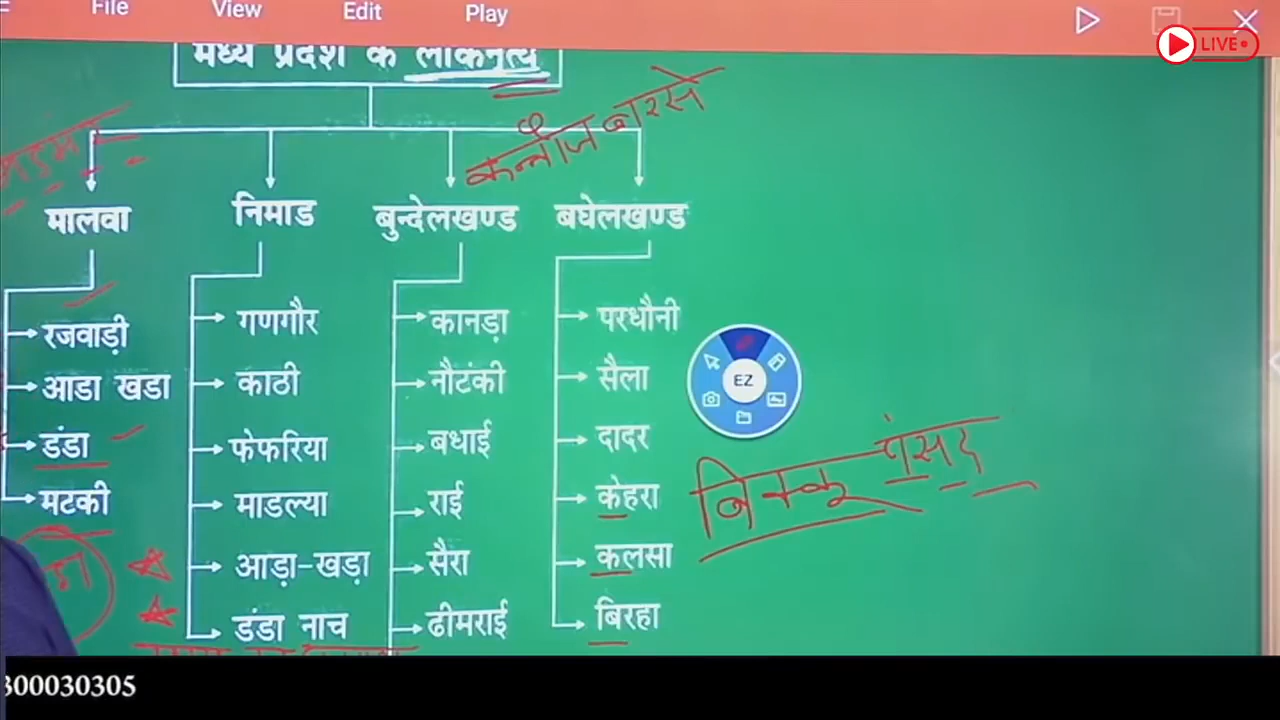 File View Edit Play
LIVE
मध्य प्रदेश के लोकनृत्य
मालवा
रजवाड़ी
आडा खडा
डंडा
मटकी
निमाड
गणगौर
काठी
फेफरिया
माडल्या
आड़ा-खड़ा
डंडा नाच
बुन्देलखण्ड
कानड़ा
नौटंकी
बधाई
राई
सैरा
ढीमराई
बघेलखण्ड
परधौनी
सैला
दादर
केहरा
कलसा
बिरहा
EZ
पंसद
300030305